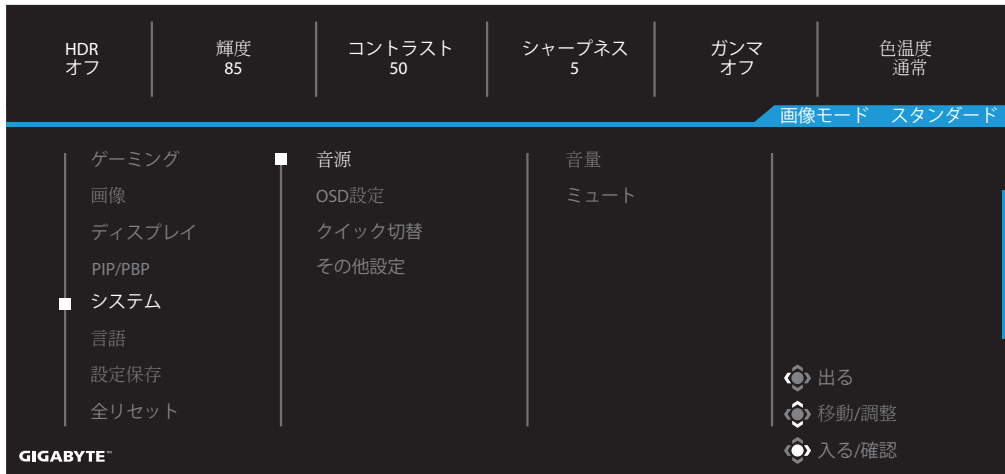 HDR
オフ
輝度
85
コントラスト
50
シャープネス
5
ガンマ
オフ
色温度
通常
画像モード スタンダード
ゲーミング
画像
ディスプレイ
PIP/PBP
システム
言語
設定保存
全リセット
音源
OSD設定
クイック切替
その他設定
音量
ミュート
出る
移動/調整
入る/確認
GIGABYTE™